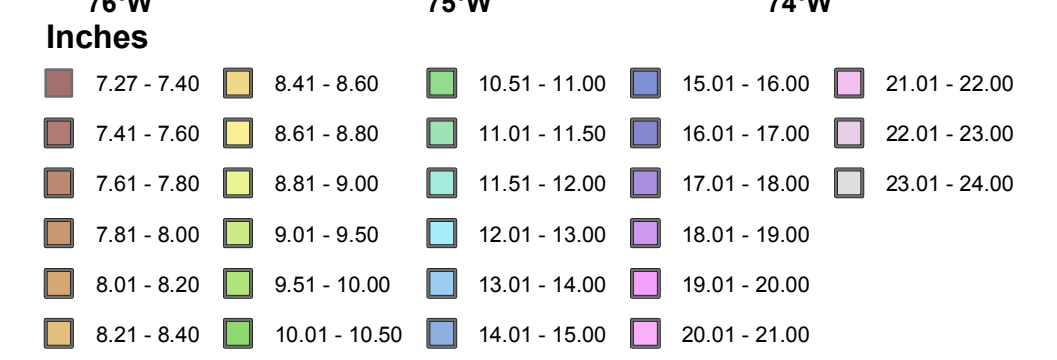 76°W 75°W 74°W
Inches
7.27 - 7.40 8.41 - 8.60 10.51 - 11.00 15.01 - 16.00 21.01 - 22.00
7.41 - 7.60 8.61 - 8.80 11.01 - 11.50 16.01 - 17.00 22.01 - 23.00
7.61 - 7.80 8.81 - 9.00 11.51 - 12.00 17.01 - 18.00 23.01 - 24.00
7.81 - 8.00 9.01 - 9.50 12.01 - 13.00 18.01 - 19.00
8.01 - 8.20 9.51 - 10.00 13.01 - 14.00 19.01 - 20.00
8.21 - 8.40 10.01 - 10.50 14.01 - 15.00 20.01 - 21.00